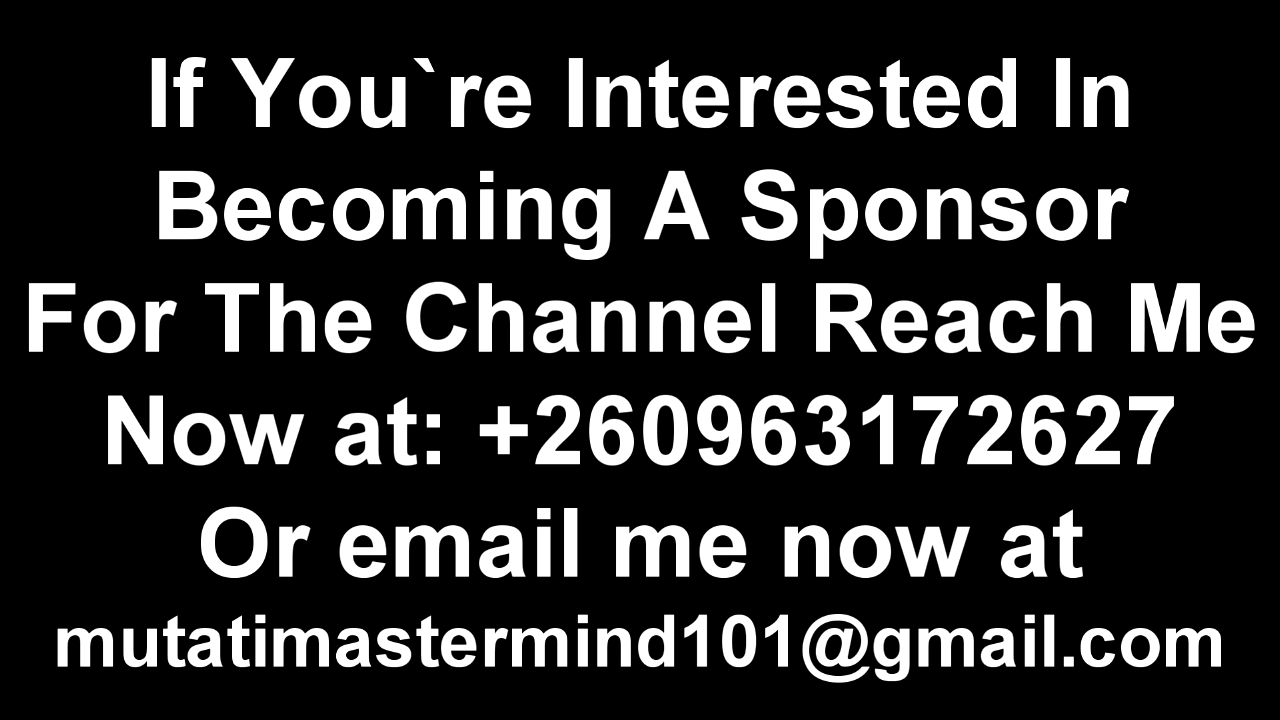 If You`re Interested In
Becoming A Sponsor
For The Channel Reach Me
Now at: +260963172627
Or email me now at
mutatimastermind101@gmail.com